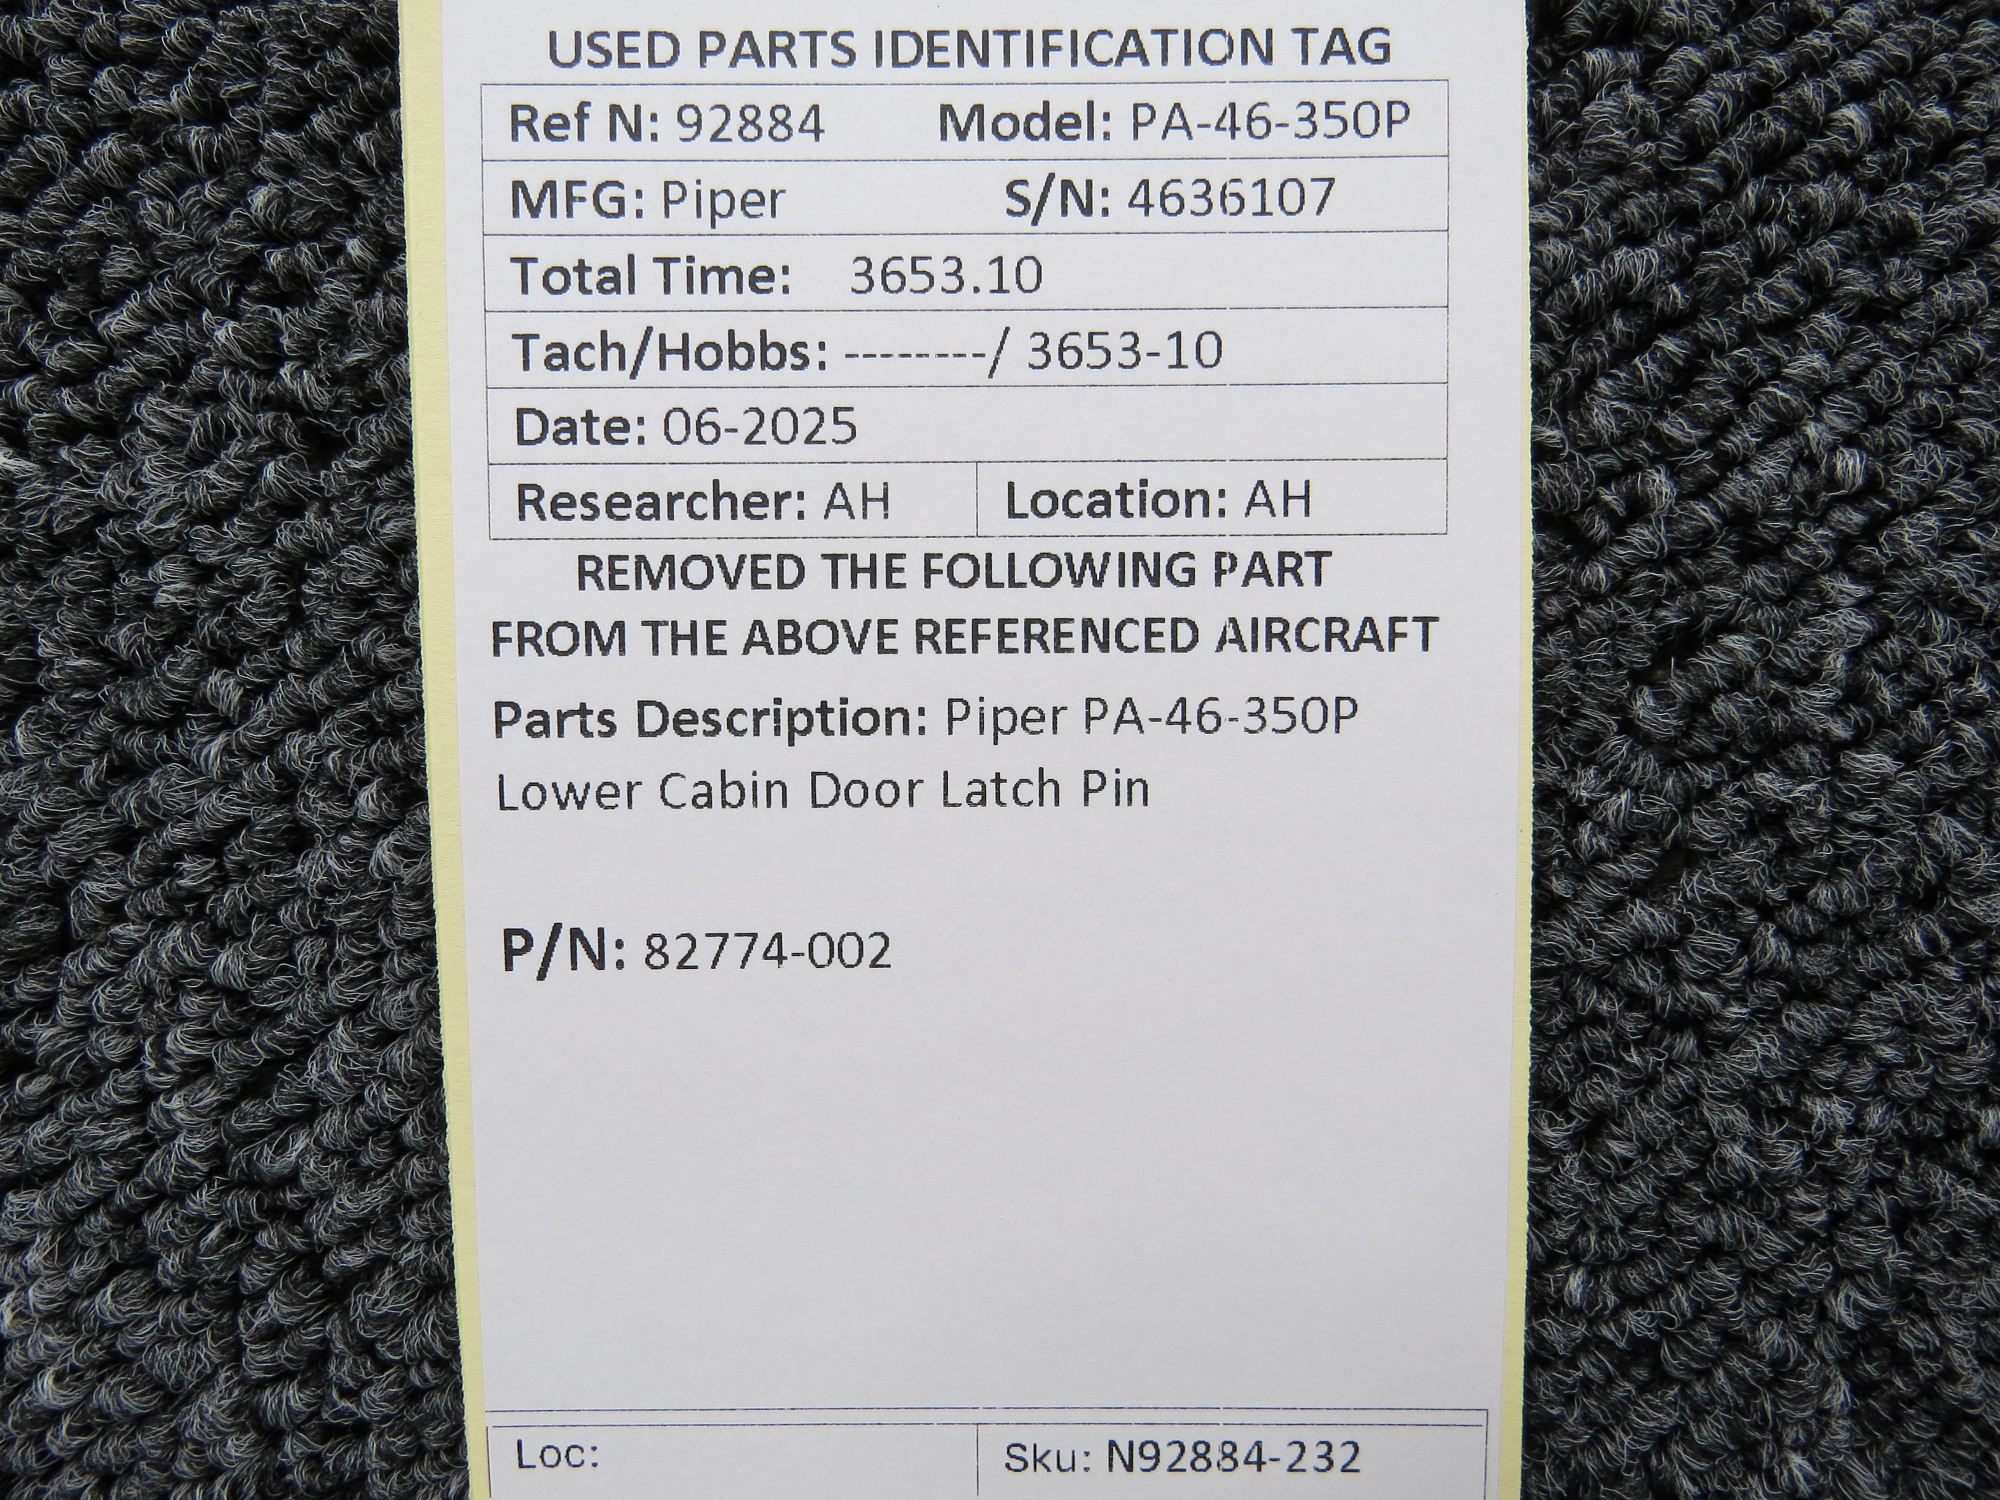 USED PARTS IDENTIFICATION TAG
Ref N: 92884 Model: PA-46-350P
MFG: Piper S/N: 4636107
Total Time: 3653.10
Tach/Hobbs: --------/ 3653-10
Date: 06-2025
Researcher: AH Location: AH
REMOVED THE FOLLOWING PART
FROM THE ABOVE REFERENCED AIRCRAFT
Parts Description: Piper PA-46-350P
Lower Cabin Door Latch Pin
P/N: 82774-002
Loc: Sku: N92884-232